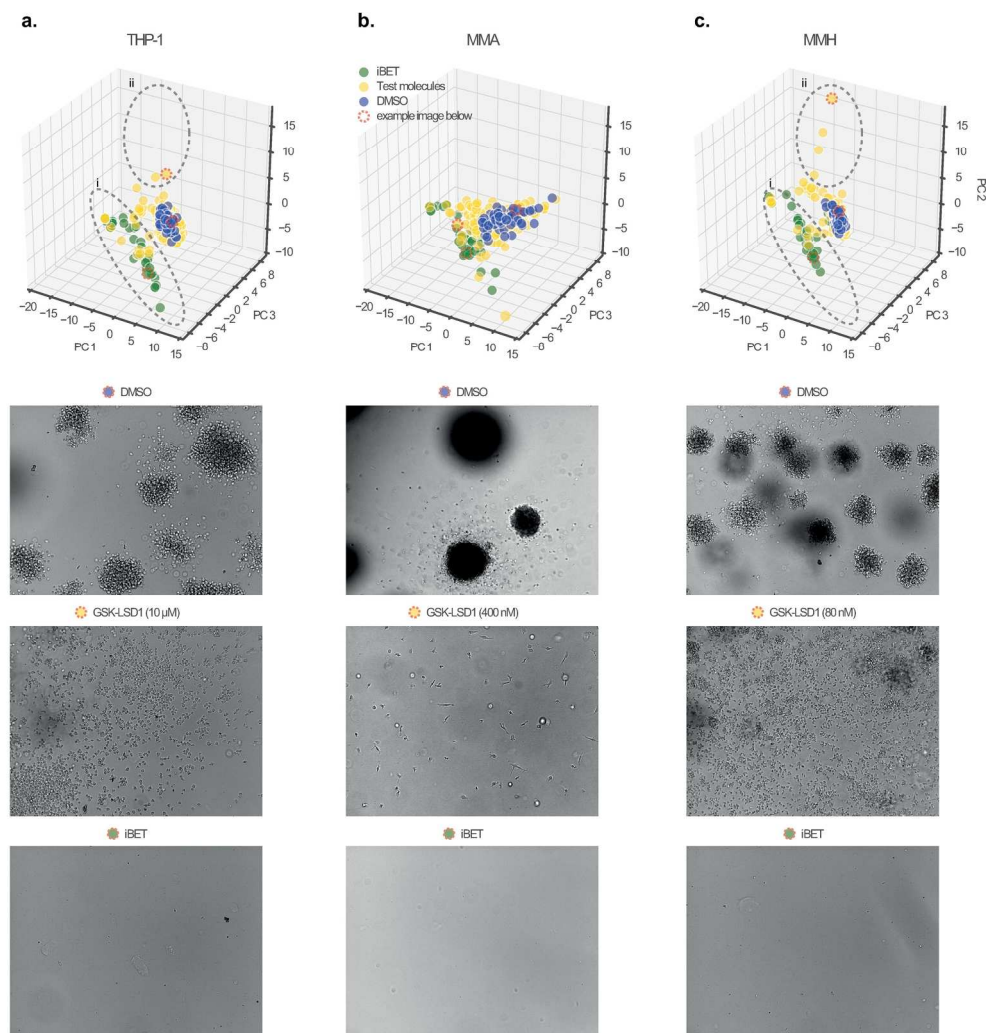 a.
THP-1
ii
i
15
10
5
0
−5
−10
−20
−15
−10
−5
0
5
10
15
PC 1
8
6
4
2
0
−2
−4
−6
−0
PC 3
b.
MMA
iBET
Test molecules
DMSO
example image below
15
10
5
0
−5
−10
−20
−15
−10
−5
0
5
10
15
PC 1
8
6
4
2
0
−2
−4
−6
−0
PC 3
c.
MMH
ii
i
15
10
5
0
−5
−10
PC 2
−20
−15
−10
−5
0
5
10
15
PC 1
8
6
4
2
0
−2
−4
−6
−0
PC 3
DMSO
DMSO
DMSO
GSK-LSD1 (10 µM)
GSK-LSD1 (400 nM)
GSK-LSD1 (80 nM)
iBET
iBET
iBET